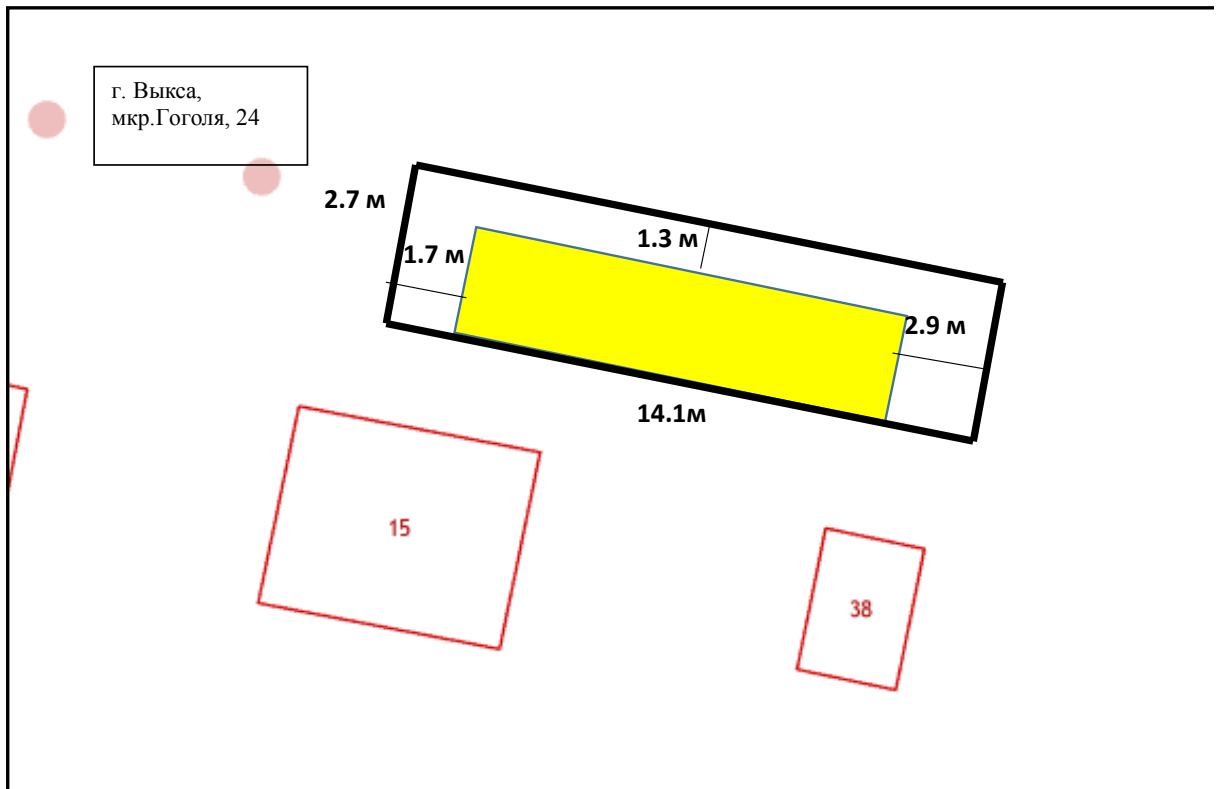 г. Выкса,
мкр.Гоголя, 24
2.7 м
1.7 м
1.3 м
2.9 м
14.1м
15
38